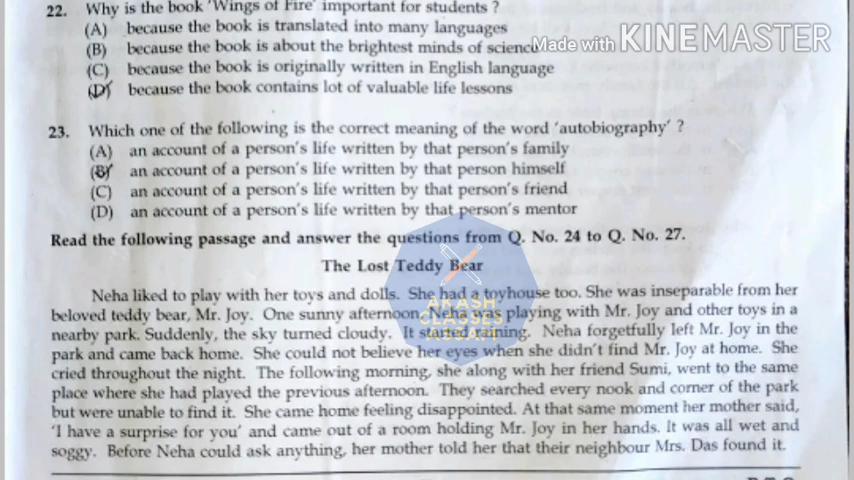 22. Why is the book 'Wings of Fire' important for students ?
(A) because the book is translated into many languages
(B) because the book is about the brightest minds of science
Made with KINEMASTER
(C) because the book is originally written in English language
(D) because the book contains lot of valuable life lessons
23. Which one of the following is the correct meaning of the word 'autobiography' ?
(A) an account of a person's life written by that person's family
(B) an account of a person's life written by that person himself
(C) an account of a person's life written by that person's friend
(D) an account of a person's life written by that person's mentor
Read the following passage and answer the questions from Q. No. 24 to Q. No. 27.
The Lost Teddy Bear
Neha liked to play with her toys and dolls. She had a toyhouse too. She was inseparable from her
beloved teddy bear, Mr. Joy. One sunny afternoon, Neha was playing with Mr. Joy and other toys in a
nearby park. Suddenly, the sky turned cloudy. It started raining. Neha forgetfully left Mr. Joy in the
park and came back home. She could not believe her eyes when she didn't find Mr. Joy at home. She
cried throughout the night. The following morning, she along with her friend Sumi, went to the same
place where she had played the previous afternoon. They searched every nook and corner of the park
but were unable to find it. She came home feeling disappointed. At that same moment her mother said,
'I have a surprise for you' and came out of a room holding Mr. Joy in her hands. It was all wet and
soggy. Before Neha could ask anything, her mother told her that their neighbour Mrs. Das found it.
AKASH
CLASSES
ASSAM